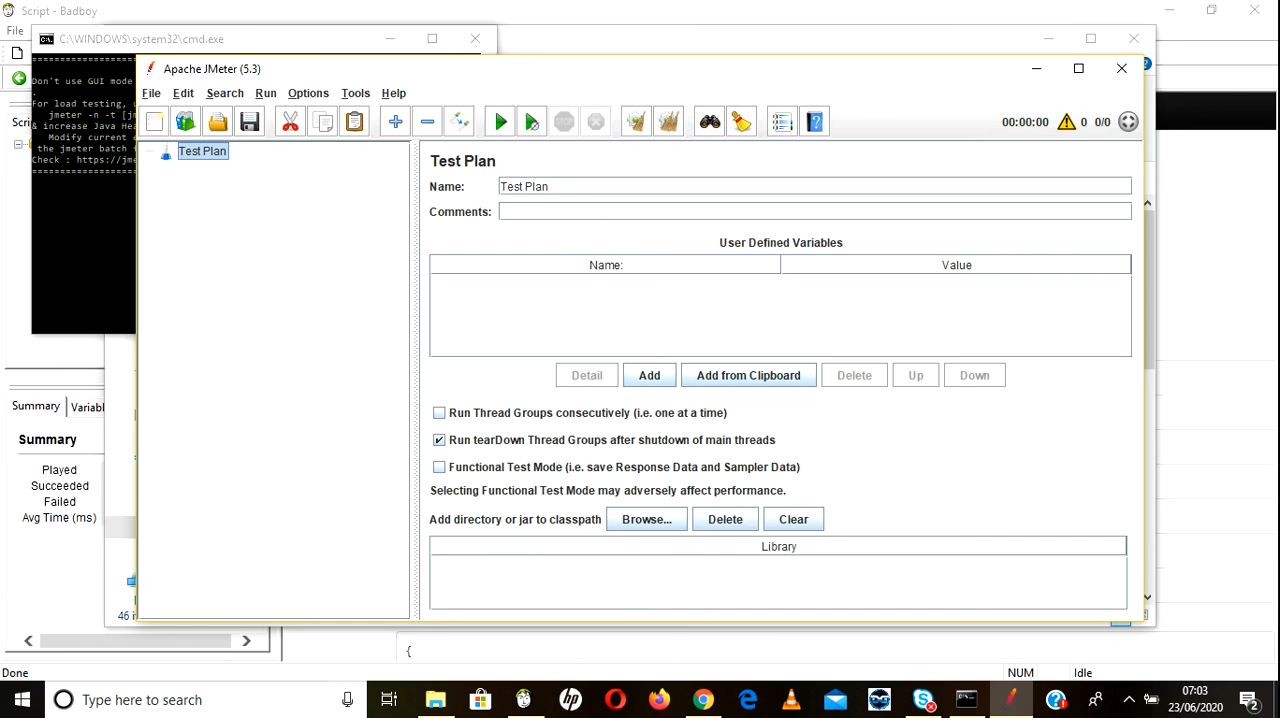 Script - Badboy
File
C:\WINDOWS\system32\cmd.exe
Don't use GUI mode
.
For load testing,
jmeter -n -t [jm
& increase Java Hea
Modify current e
the jmeter batch
Check : https://jme
Apache JMeter (5.3)
File Edit Search Run Options Tools Help
00:00:00 0 0/0
Test Plan
Test Plan
Name: Test Plan
Comments:
User Defined Variables
Name: Value
Detail Add Add from Clipboard Delete Up Down
Run Thread Groups consecutively (i.e. one at a time)
Run tearDown Thread Groups after shutdown of main threads
Functional Test Mode (i.e. save Response Data and Sampler Data)
Selecting Functional Test Mode may adversely affect performance.
Add directory or jar to classpath Browse... Delete Clear
Library
Scri
Summary Variabl
Summary
Played
Succeeded
Failed
Avg Time (ms)
46 i
{
Done NUM Idle
Type here to search
07:03
23/06/2020
2